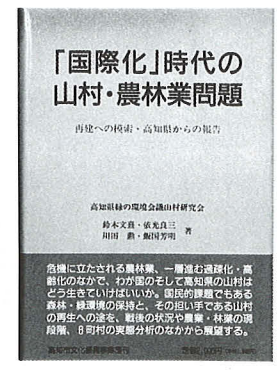 「国際化」時代の
山村・農林業問題
再建への模索・高知県からの報告
高知県緑の環境会議山村研究会
鈴木文熹・依光良三
川田 勲・飯国芳明
著
危機に立たされる農林業、一層進む過疎化・高
齢化のなかで、わが国のそして高知県の山村は
どう生きていけばいいか。国民的課題でもある
森林・緑環境の保持と、その担い手である山村
の再生への途を、戦後の状況や農業・林業の現
段階、8町村の実態分析のなかから展望する。